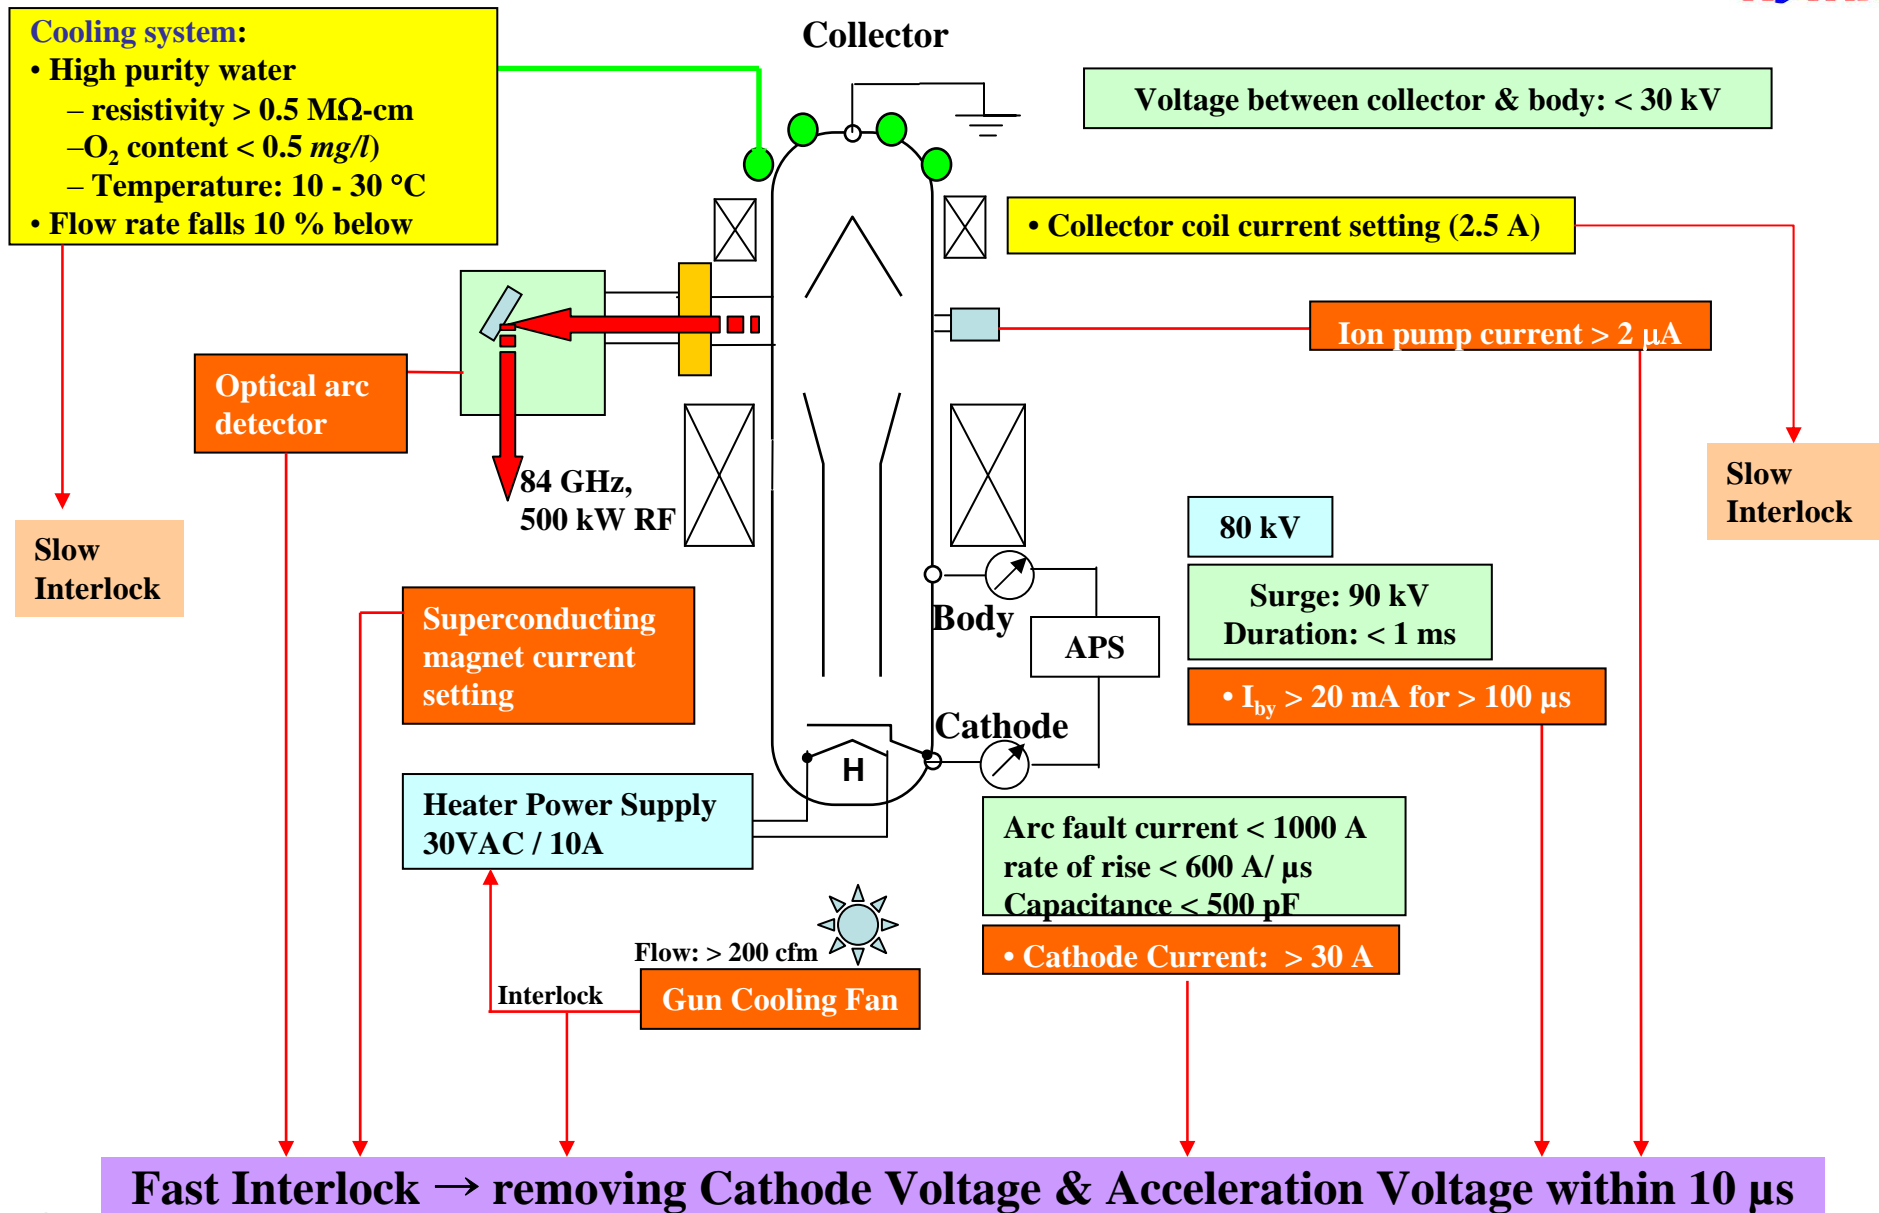 Cooling system:
• High purity water
– resistivity > 0.5 MΩ-cm
–O₂ content < 0.5 mg/l)
– Temperature: 10 - 30 °C
• Flow rate falls 10 % below
Collector
Voltage between collector & body: < 30 kV
• Collector coil current setting (2.5 A)
Ion pump current > 2 µA
Optical arc
detector
84 GHz,
500 kW RF
Slow
Interlock
Slow
Interlock
80 kV
Surge: 90 kV
Duration: < 1 ms
• I_by > 20 mA for > 100 µs
Superconducting
magnet current
setting
Body
APS
Cathode
H
Heater Power Supply
30VAC / 10A
Arc fault current < 1000 A
rate of rise < 600 A/ µs
Capacitance < 500 pF
• Cathode Current: > 30 A
Flow: > 200 cfm
Interlock
Gun Cooling Fan
Fast Interlock → removing Cathode Voltage & Acceleration Voltage within 10 µs